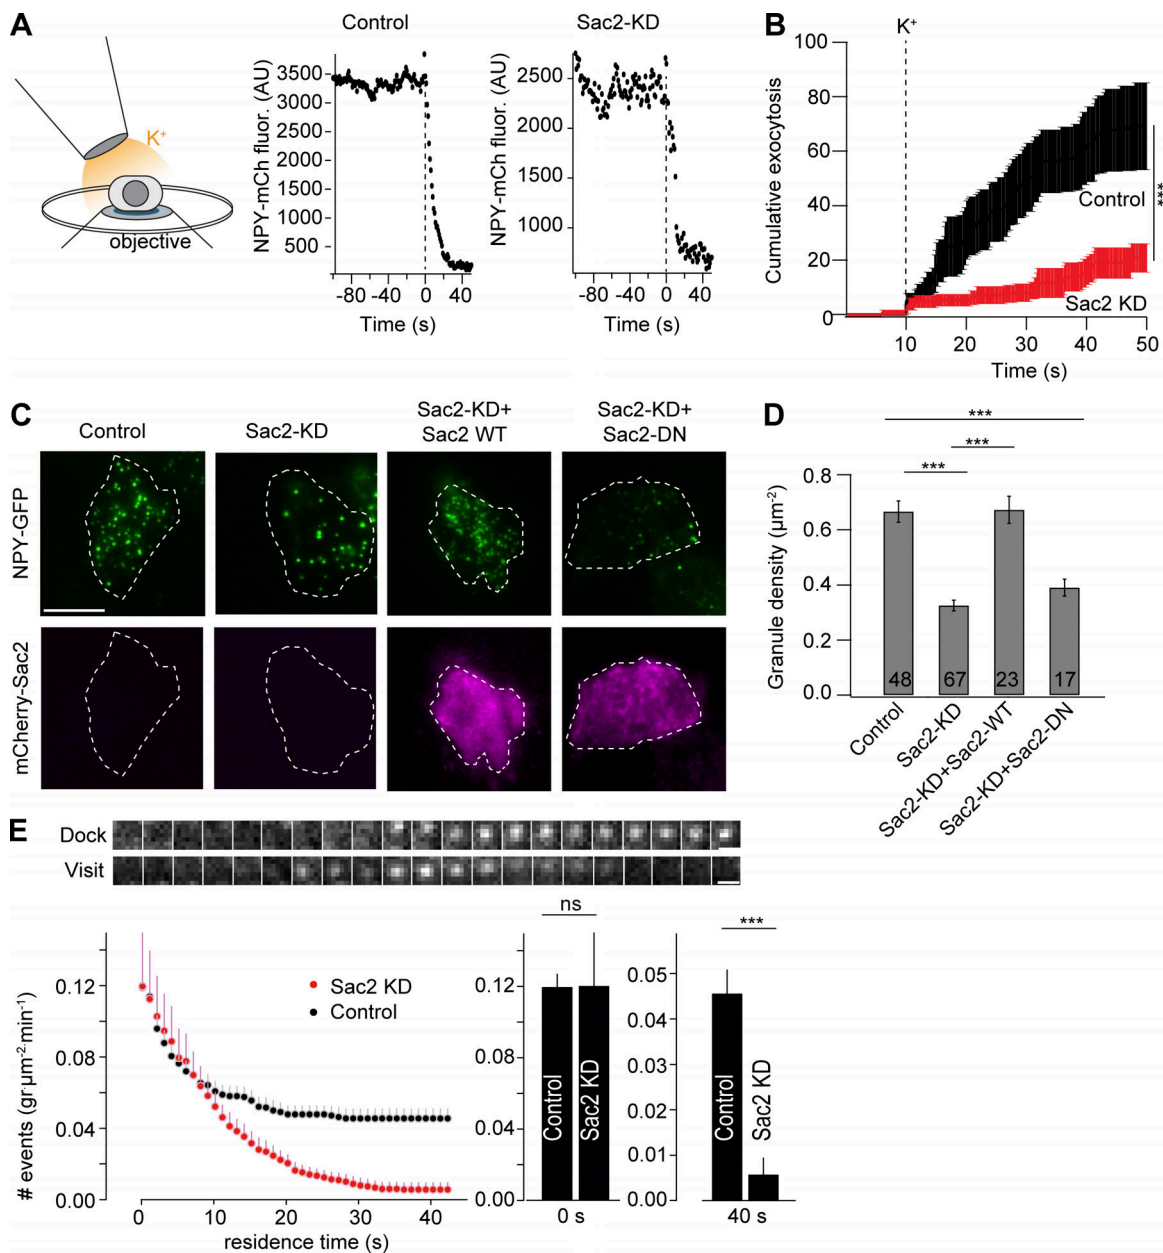 A
Control
Sac2-KD
K⁺
objective
NPY-mCh fluor. (AU)
3500
3000
2500
2000
1500
1000
500
-80
-40
0
40
Time (s)
NPY-mCh fluor. (AU)
2500
2000
1000
-80
-40
0
40
Time (s)
B
K⁺
Cumulative exocytosis
100
80
60
40
20
0
Control
***
Sac2 KD
10
20
30
40
50
Time (s)
C
Control
Sac2-KD
Sac2-KD+
Sac2 WT
Sac2-KD+
Sac2-DN
NPY-GFP
mCherry-Sac2
D
***
***
***
Granule density (µm⁻²)
0.8
0.6
0.4
0.2
0.0
48
67
23
17
Control
Sac2-KD
Sac2-KD+Sac2-WT
Sac2-KD+Sac2-DN
E
Dock
Visit
# events (gr·µm⁻²·min⁻¹)
0.12
0.08
0.04
0.00
Sac2 KD
Control
0
10
20
30
40
residence time (s)
ns
0.12
0.08
0.04
0.00
Control
Sac2 KD
0 s
***
0.05
0.04
0.03
0.02
0.01
0.00
Control
Sac2 KD
40 s